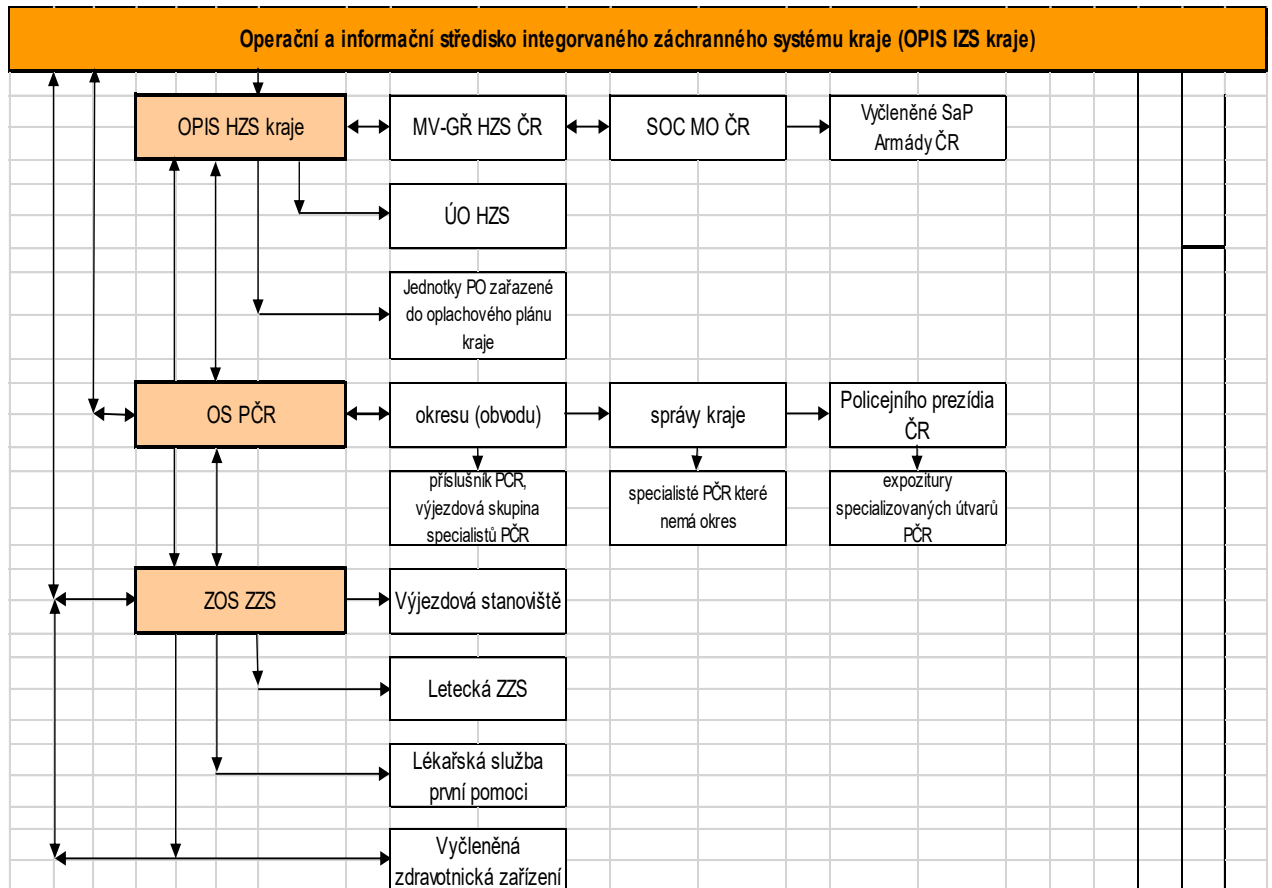 Operační a informační středisko integorvaného záchranného systému kraje (OPIS IZS kraje)
OPIS HZS kraje
MV-GŘ HZS ČR
SOC MO ČR
Vyčleněné SaP
Armády ČR
ÚO HZS
Jednotky PO zařazené
do oplachového plánu
kraje
OS PČR
okresu (obvodu)
správy kraje
Policejního prezídia
ČR
příslušník PČR,
výjezdová skupina
specialistů PČR
specialisté PČR které
nemá okres
expozitury
specializovaných útvarů
PČR
ZOS ZZS
Výjezdová stanoviště
Letecká ZZS
Lékařská služba
první pomoci
Vyčleněná
zdravotnická zařízení